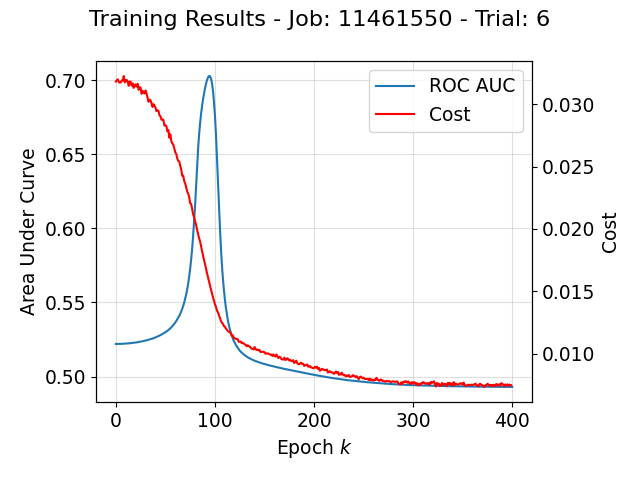 Training Results - Job: 11461550 - Trial: 6
ROC AUC
Cost
Area Under Curve
0.70
0.65
0.60
0.55
0.50
0.030
0.025
0.020
0.015
0.010
Cost
0
100
200
300
400
Epoch k